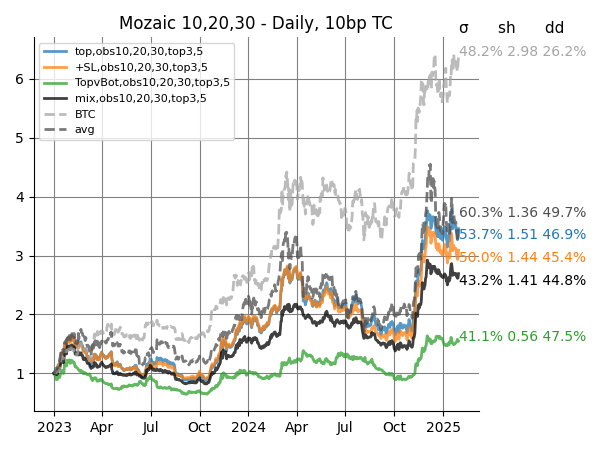 Mozaic 10,20,30 - Daily, 10bp TC
σ sh dd
top,obs10,20,30,top3,5
+SL,obs10,20,30,top3,5
TopvBot,obs10,20,30,top3,5
mix,obs10,20,30,top3,5
BTC
avg
48.2% 2.98 26.2%
60.3% 1.36 49.7%
53.7% 1.51 46.9%
50.0% 1.44 45.4%
43.2% 1.41 44.8%
41.1% 0.56 47.5%
6
5
4
3
2
1
2023 Apr Jul Oct 2024 Apr Jul Oct 2025